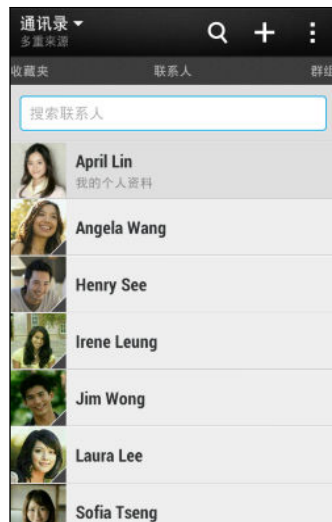 通讯录
多重来源
收藏夹
联系人
群组
搜索联系人
April Lin
我的个人资料
Angela Wang
Henry See
Irene Leung
Jim Wong
Laura Lee
Sofia Tseng